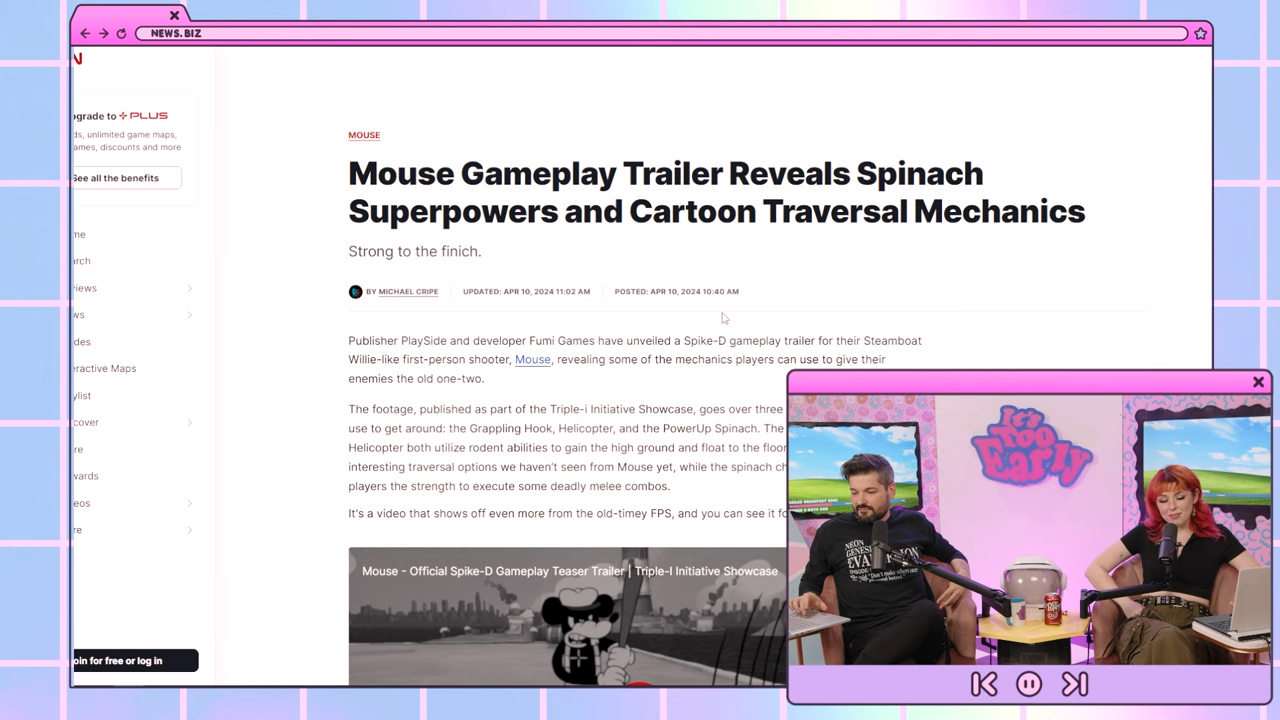 NEWS.BIZ
N
pgrade to PLUS
ds, unlimited game maps,
ames, discounts and more
See all the benefits
me
arch
views
ws
des
eractive Maps
ylist
cover
re
wards
eos
re
oin for free or log in
MOUSE
Mouse Gameplay Trailer Reveals Spinach
Superpowers and Cartoon Traversal Mechanics
Strong to the finich.
BY MICHAEL CRIPE UPDATED: APR 10, 2024 11:02 AM POSTED: APR 10, 2024 10:40 AM
Publisher PlaySide and developer Fumi Games have unveiled a Spike-D gameplay trailer for their Steamboat
Willie-like first-person shooter, Mouse, revealing some of the mechanics players can use to give their
enemies the old one-two.
The footage, published as part of the Triple-i Initiative Showcase, goes over three
use to get around: the Grappling Hook, Helicopter, and the PowerUp Spinach. The
Helicopter both utilize rodent abilities to gain the high ground and float to the floor
interesting traversal options we haven't seen from Mouse yet, while the spinach ch
players the strength to execute some deadly melee combos.
It's a video that shows off even more from the old-timey FPS, and you can see it fo
Mouse - Official Spike-D Gameplay Teaser Trailer | Triple-I Initiative Showcase
It's
Too
Early
NEON
GENESIS
EVANGELION